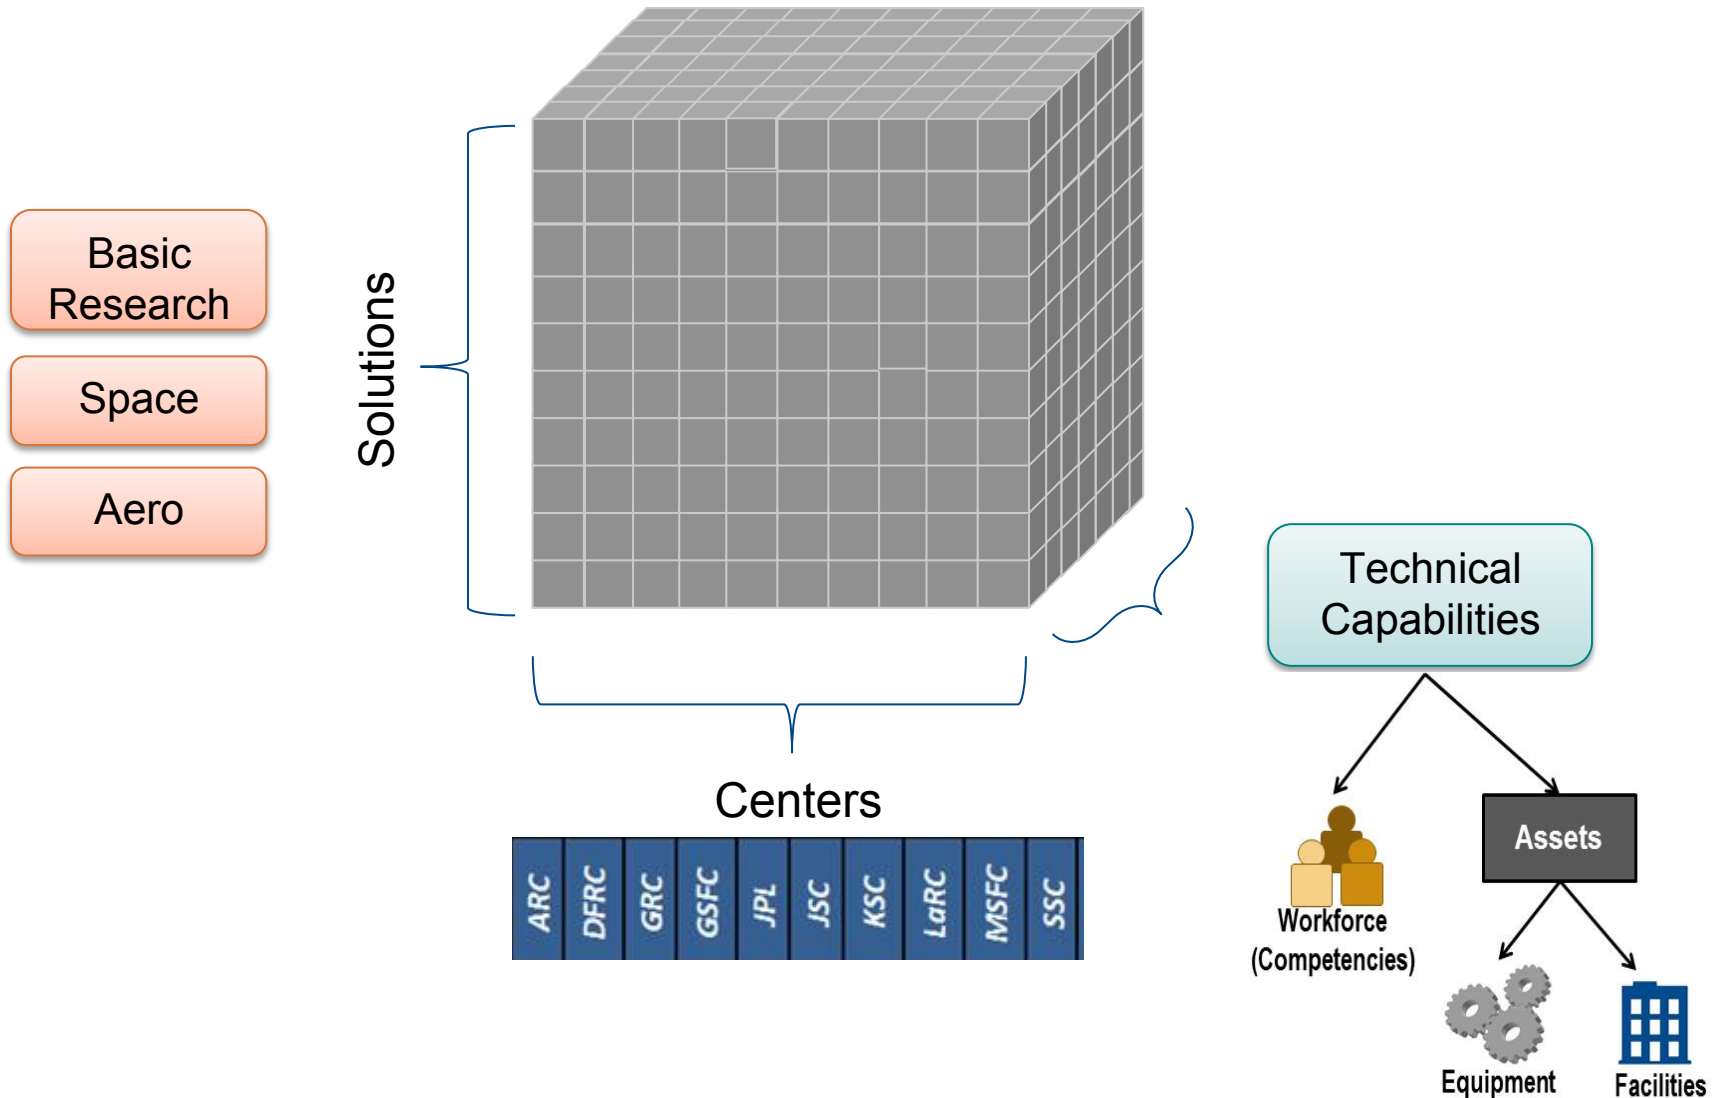 Basic
Research
Space
Aero
Solutions
Centers
ARC
DFRC
GRC
GSFC
JPL
JSC
KSC
LaRC
MSFC
SSC
Technical
Capabilities
Assets
Workforce
(Competencies)
Equipment
Facilities